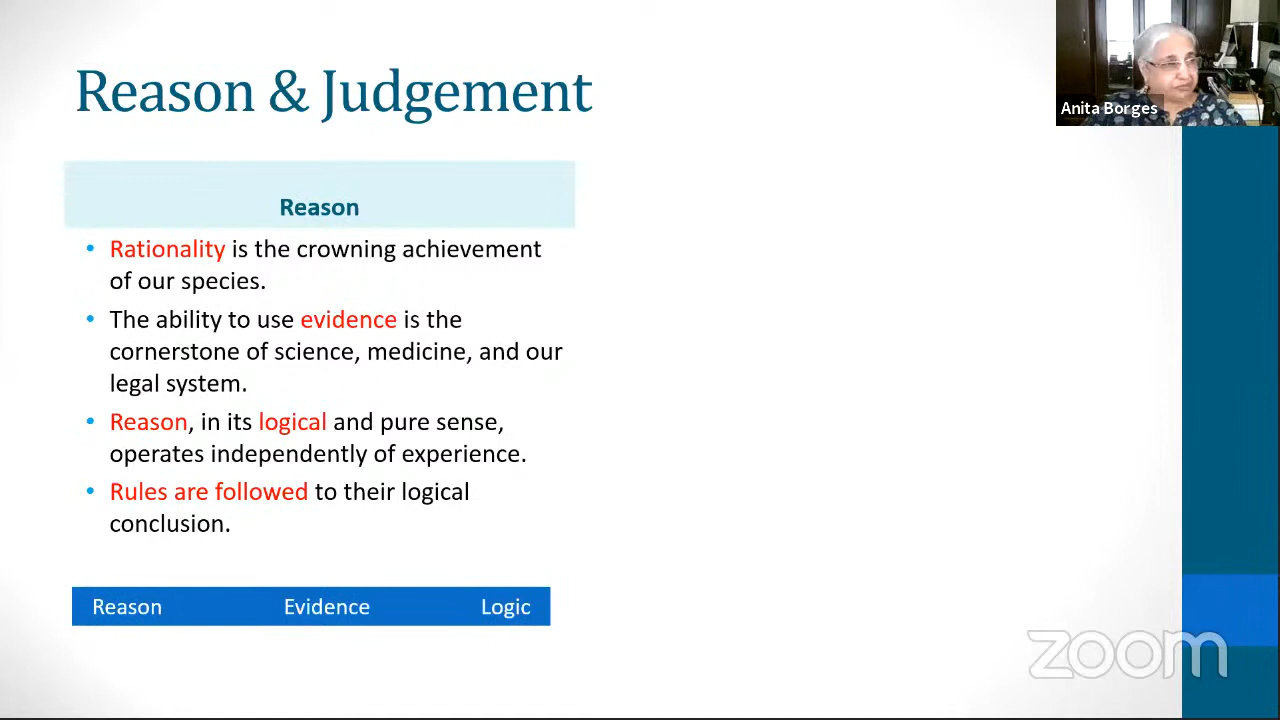 Reason & Judgement
Anita Borges
Reason
• Rationality is the crowning achievement
of our species.
• The ability to use evidence is the
cornerstone of science, medicine, and our
legal system.
• Reason, in its logical and pure sense,
operates independently of experience.
• Rules are followed to their logical
conclusion.
Reason Evidence Logic
zoom